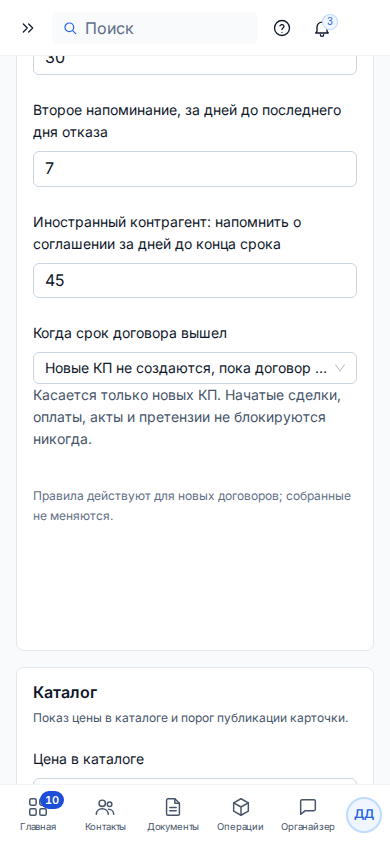 Поиск
3
30
Второе напоминание, за дней до последнего
дня отказа
7
Иностранный контрагент: напомнить о
соглашении за дней до конца срока
45
Когда срок договора вышел
Новые КП не создаются, пока договор ...
Касается только новых КП. Начатые сделки,
оплаты, акты и претензии не блокируются
никогда.
Правила действуют для новых договоров; собранные
не меняются.
Каталог
Показ цены в каталоге и порог публикации карточки.
Цена в каталоге
10
Главная
Контакты
Документы
Операции
Органайзер
ДД